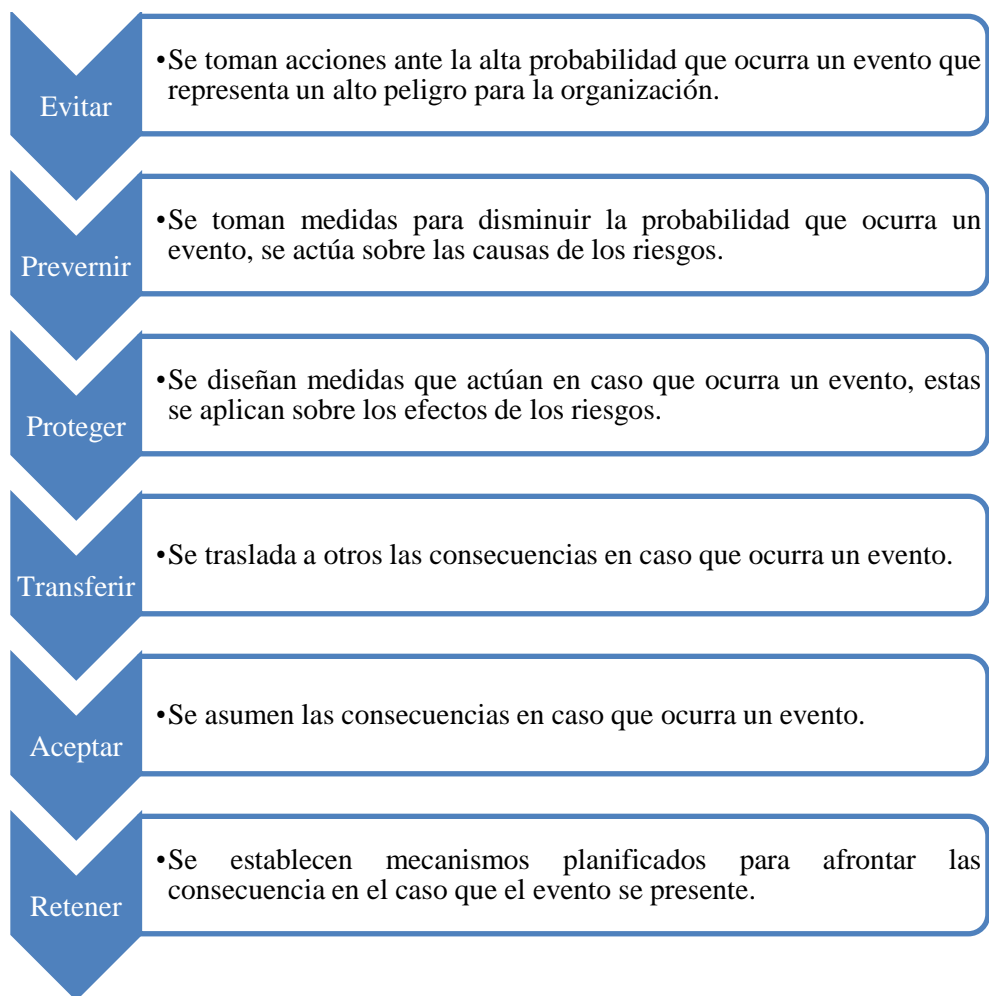 Evitar
•Se toman acciones ante la alta probabilidad que ocurra un evento que
representa un alto peligro para la organización.
Prevernir
•Se toman medidas para disminuir la probabilidad que ocurra un
evento, se actúa sobre las causas de los riesgos.
Proteger
•Se diseñan medidas que actúan en caso que ocurra un evento, estas
se aplican sobre los efectos de los riesgos.
Transferir
•Se traslada a otros las consecuencias en caso que ocurra un evento.
Aceptar
•Se asumen las consecuencias en caso que ocurra un evento.
Retener
•Se establecen mecanismos planificados para afrontar las
consecuencia en el caso que el evento se presente.